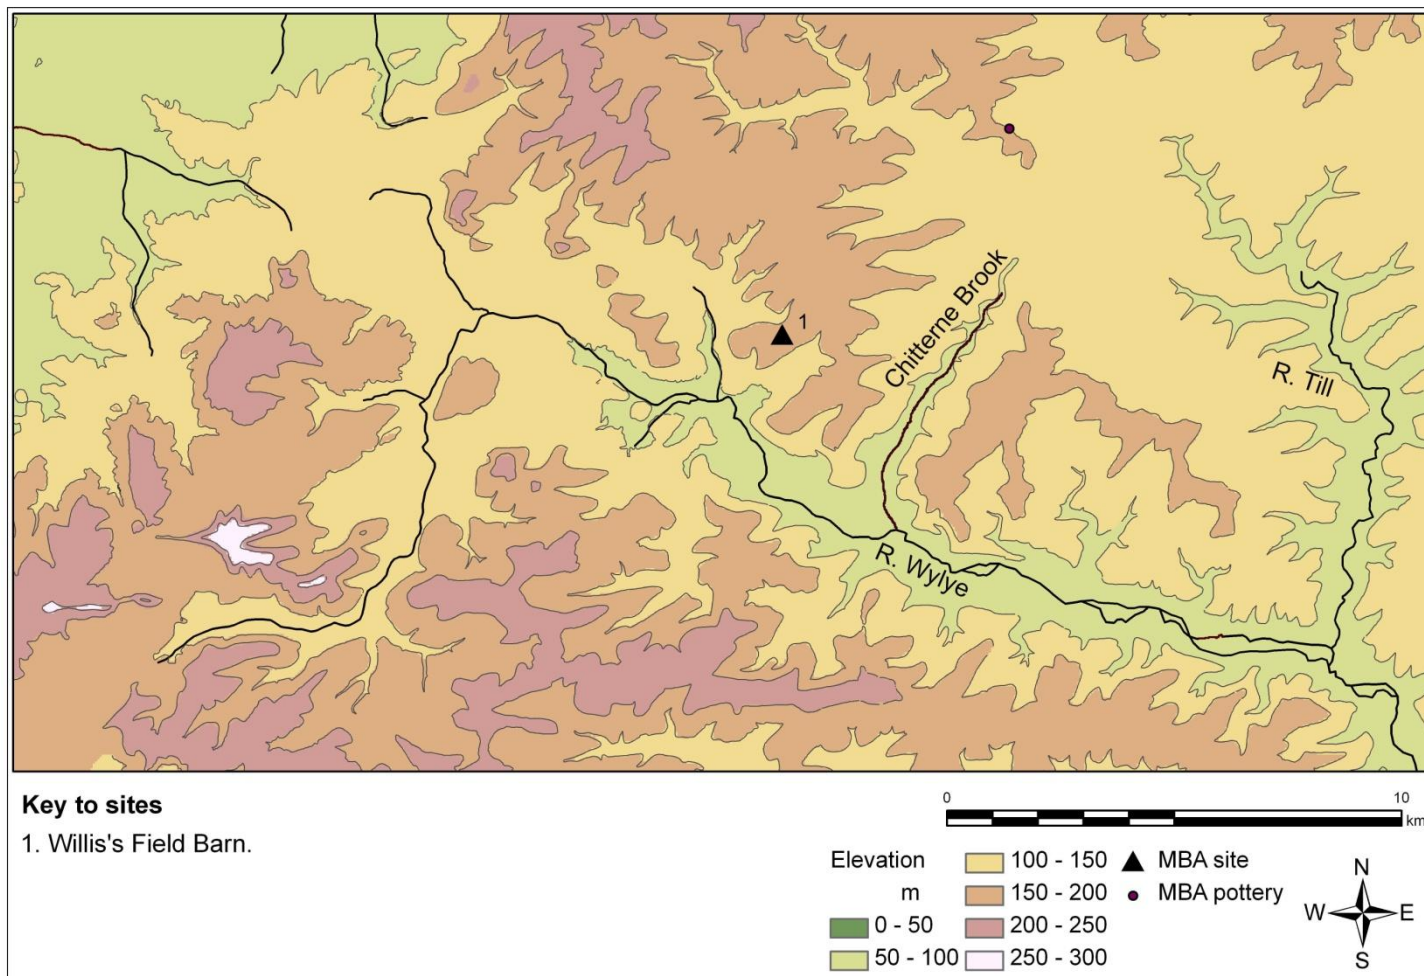 1
Chitterne Brook
R. Till
R. Wylye
Key to sites
1. Willis's Field Barn.
0 10
km
Elevation
m
0 - 50
50 - 100
100 - 150
150 - 200
200 - 250
250 - 300
MBA site
MBA pottery
N
W E
S